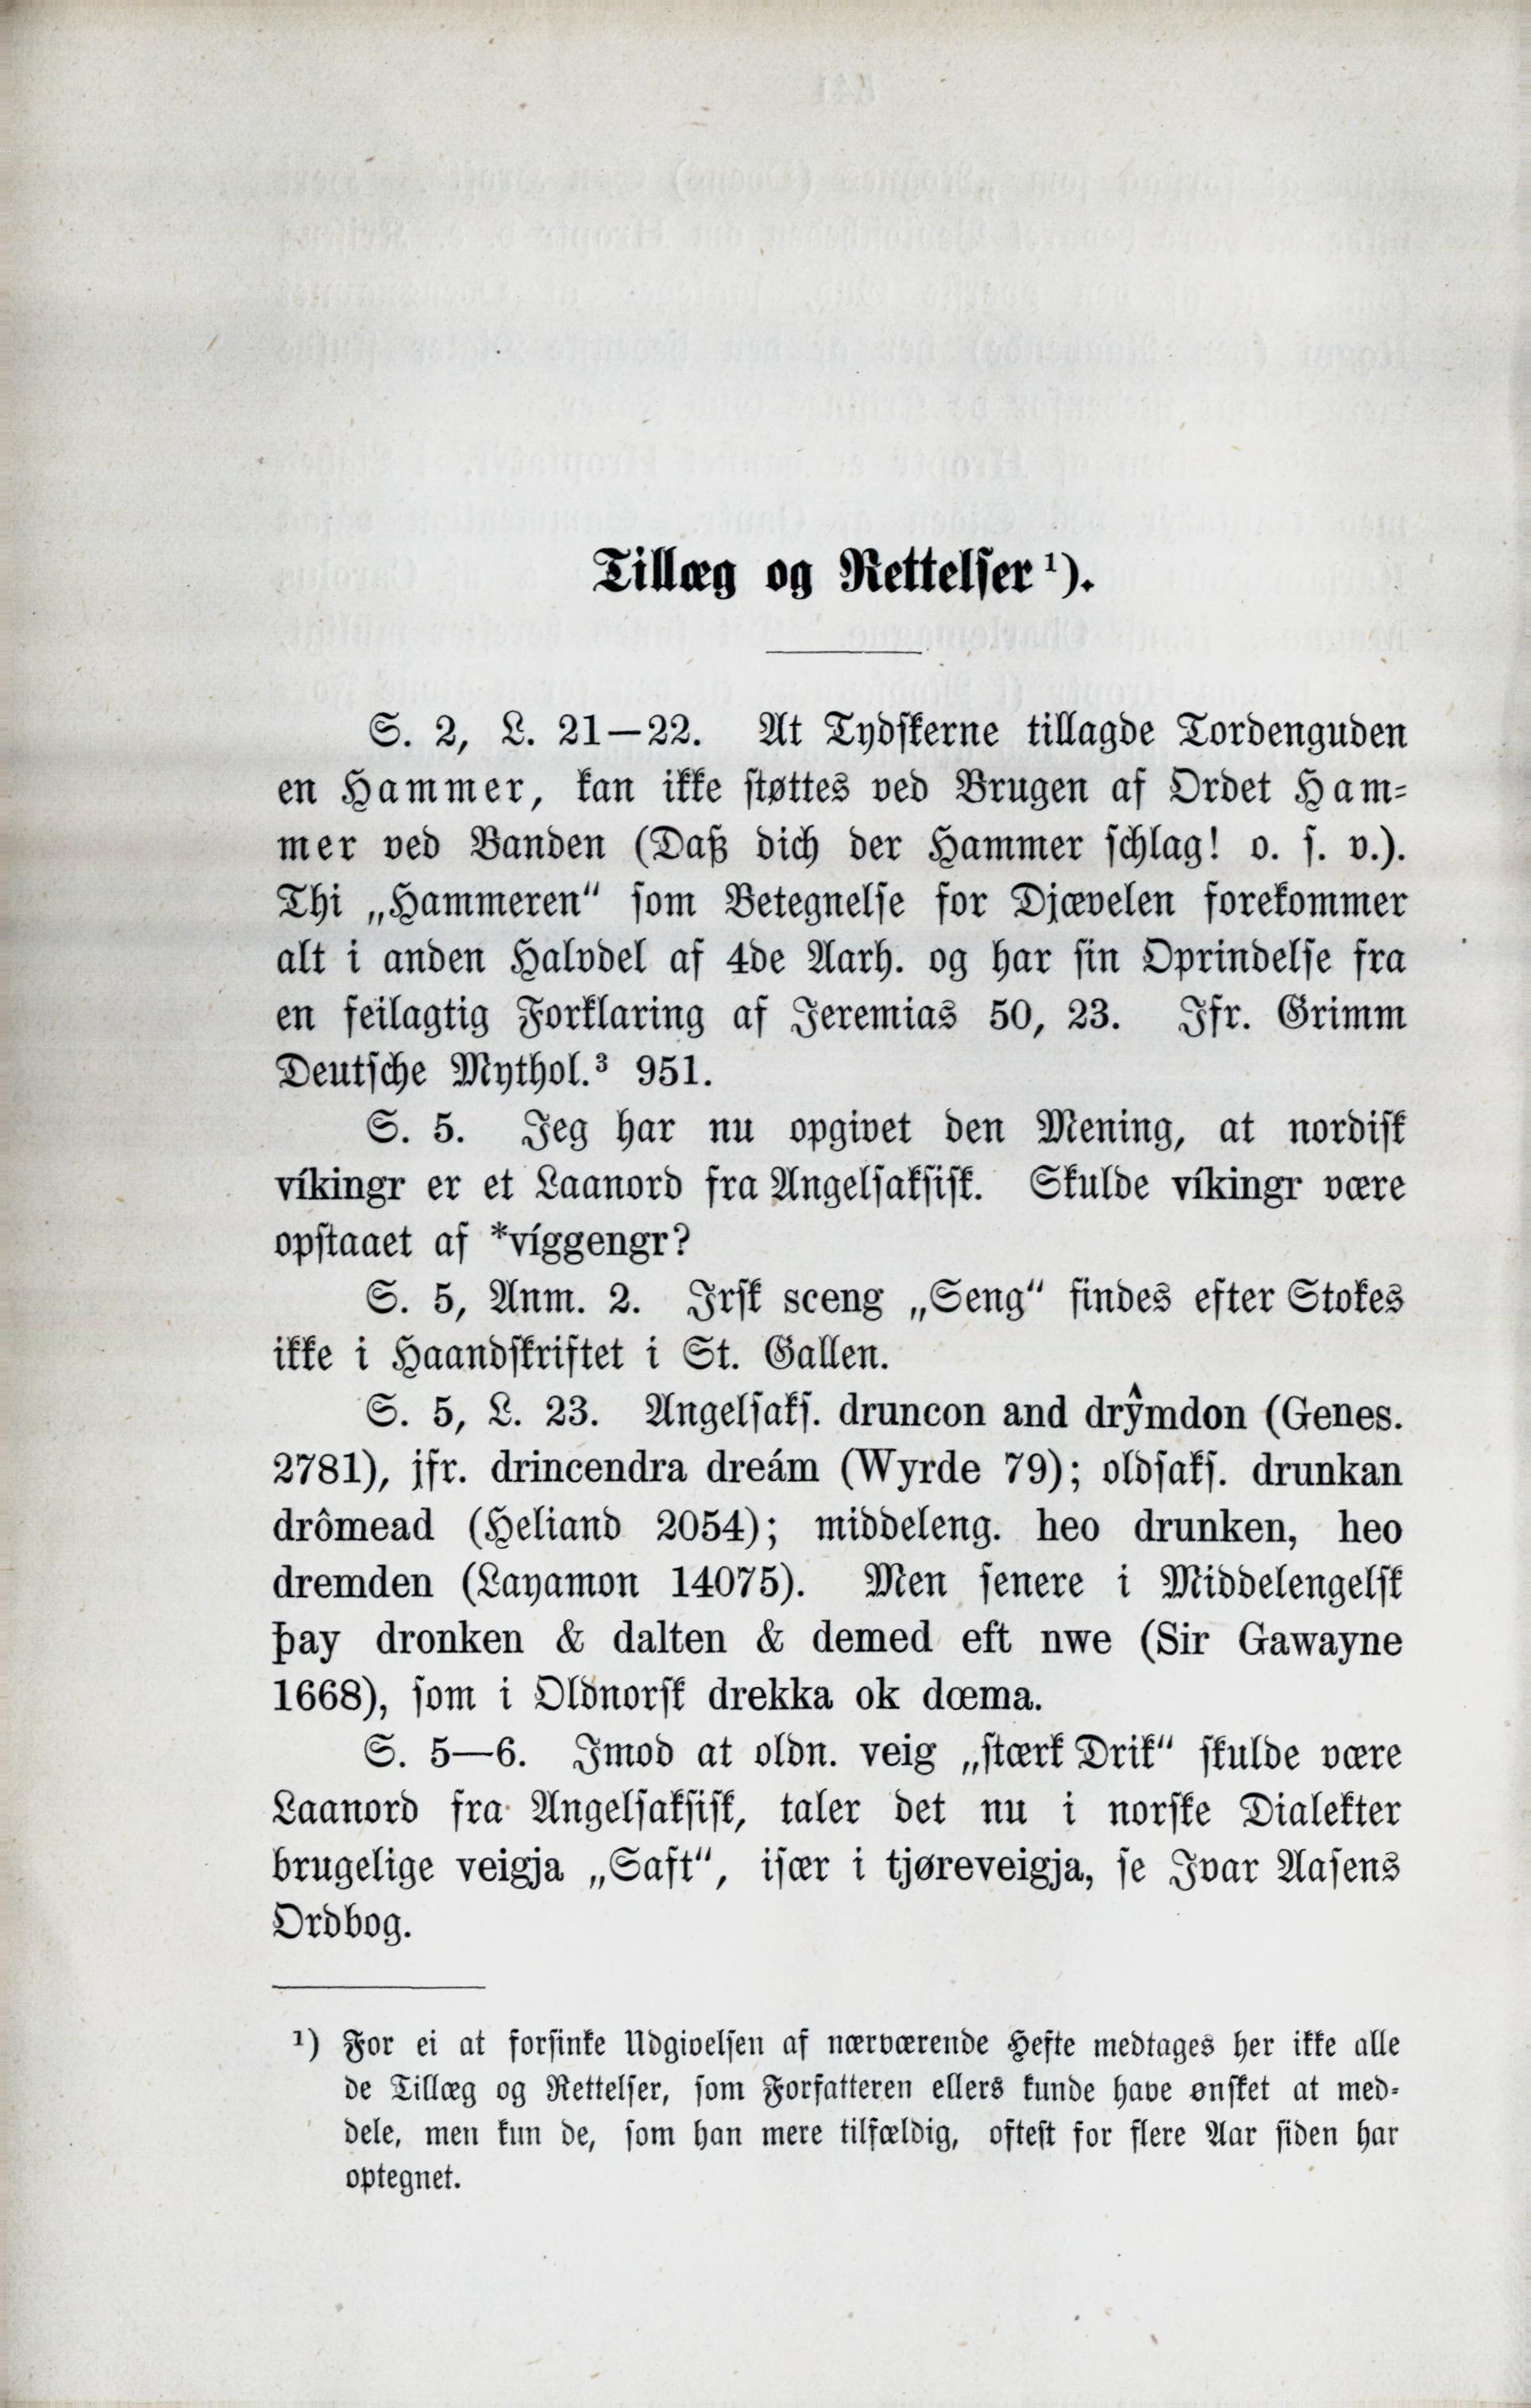 Tillæg og Rettelser¹).
S. 2, L. 21—22. At Tydskerne tillagde Tordenguden
en Hammer, kan ikke støttes ved Brugen af Ordet Ham-
mer ved Banden (Daß dich der Hammer schlag! o. s. v.).
Thi „Hammeren“ som Betegnelse for Djævelen forekommer
alt i anden Halvdel af 4de Aarh. og har sin Oprindelse fra
en feilagtig Forklaring af Jeremias 50, 23. Jfr. Grimm
Deutsche Mythol.³ 951.
S. 5. Jeg har nu opgivet den Mening, at nordisk
víkingr er et Laanord fra Angelsaksisk. Skulde víkingr være
opstaaet af *víggengr?
S. 5, Anm. 2. Irsk sceng „Seng“ findes efter Stokes
ikke i Haandskriftet i St. Gallen.
S. 5, L. 23. Angelsaks. druncon and drŷmdon (Genes.
2781), jfr. drincendra dreám (Wyrde 79); oldsaks. drunkan
drômead (Heliand 2054); middeleng. heo drunken, heo
dremden (Layamon 14075). Men senere i Middelengelsk
þay dronken & dalten & demed eft nwe (Sir Gawayne
1668), som i Oldnorsk drekka ok dœma.
S. 5—6. Imod at oldn. veig „stærk Drik“ skulde være
Laanord fra Angelsaksisk, taler det nu i norske Dialekter
brugelige veigja „Saft“, især i tjøreveigja, se Ivar Aasens
Ordbog.
¹) For ei at forsinke Udgivelsen af nærværende Hefte medtages her ikke alle
de Tillæg og Rettelser, som Forfatteren ellers kunde have ønsket at med-
dele, men kun de, som han mere tilfældig, oftest for flere Aar siden har
optegnet.